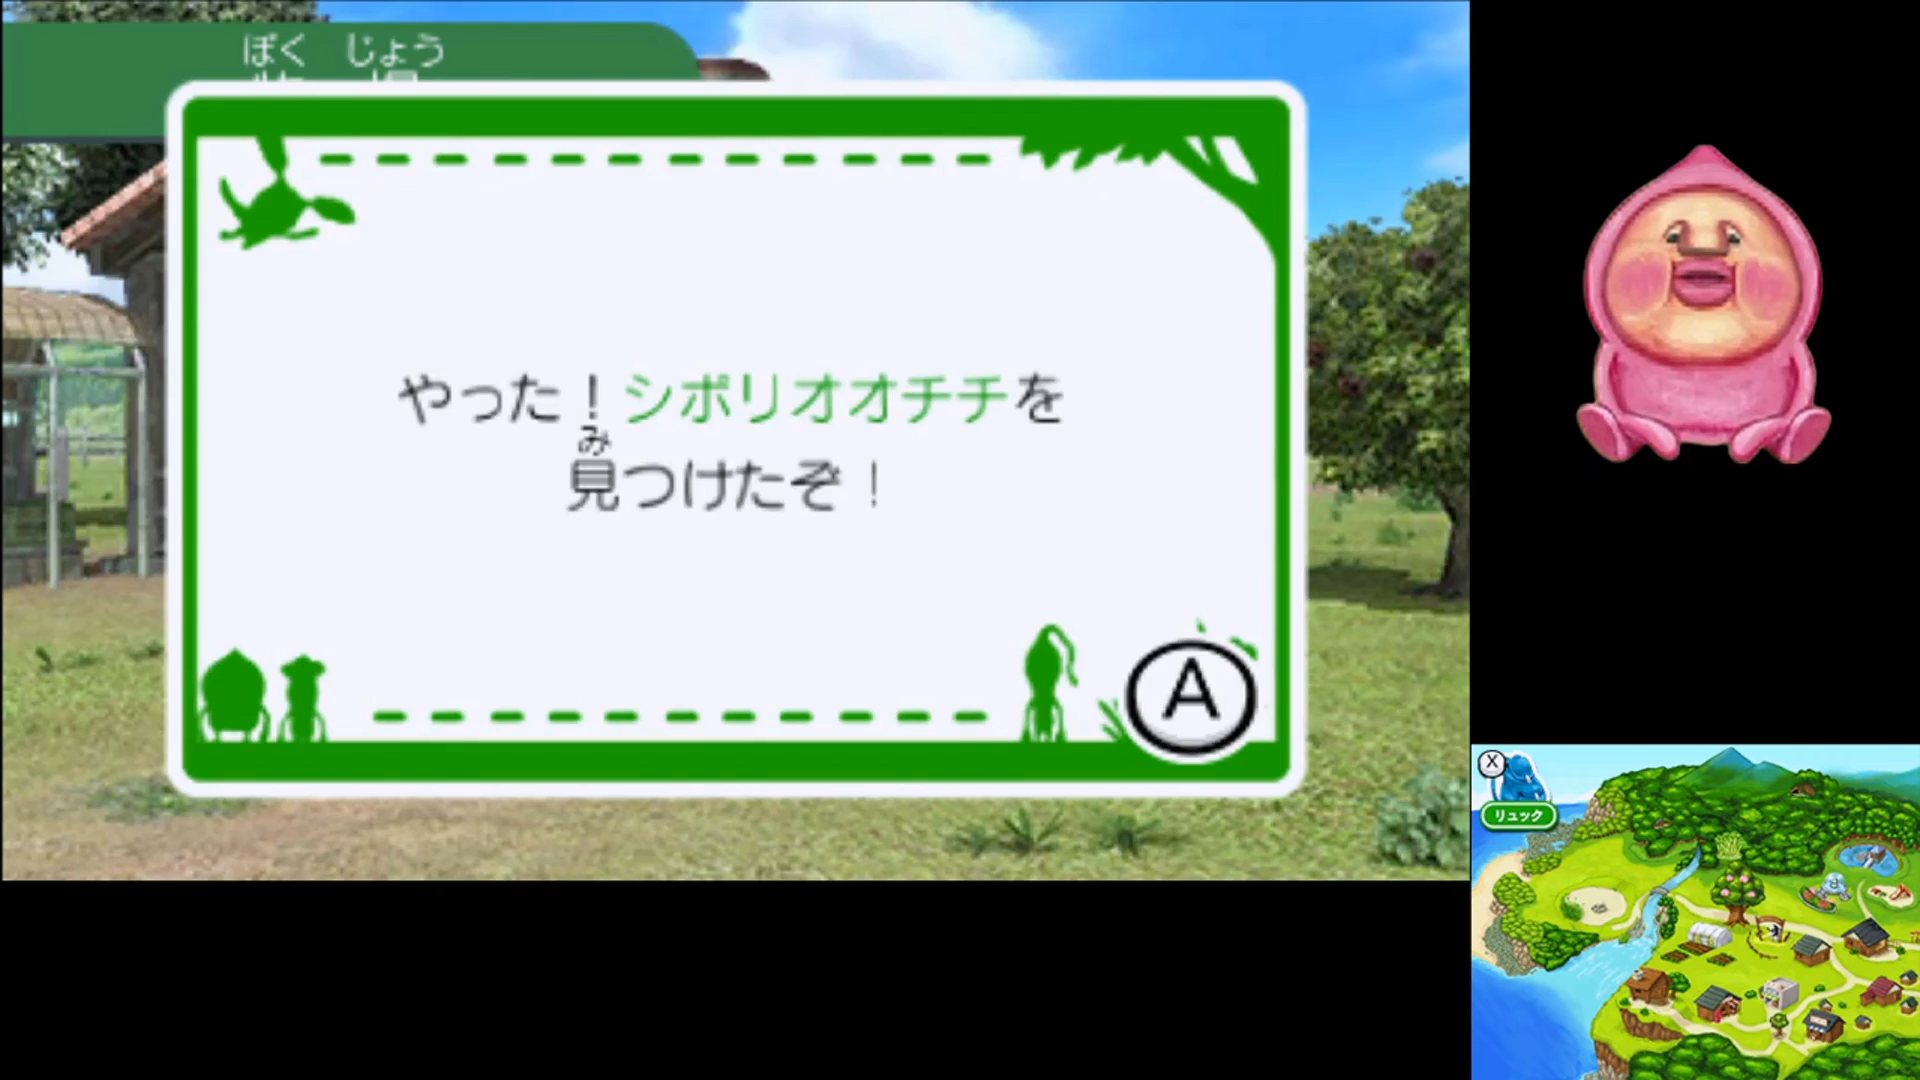 ぼく じょう
やった！シボリオオチチを
み
見つけたぞ！
A
X
リュック